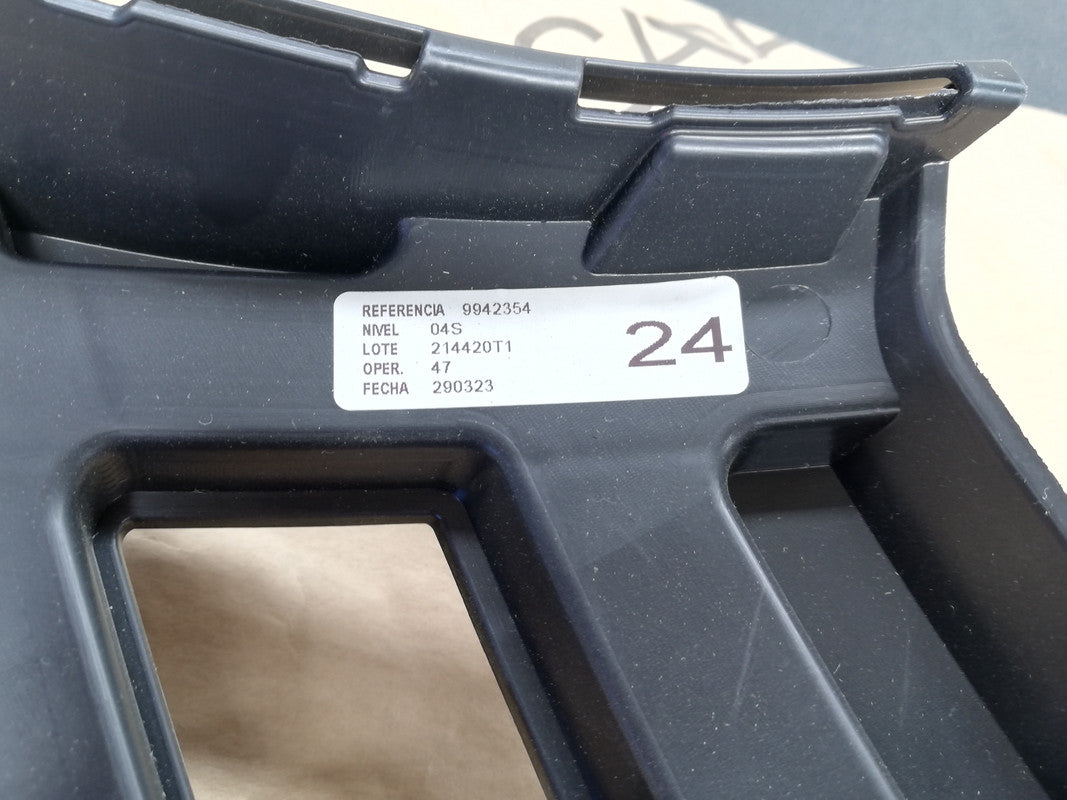 REFERENCIA 9942354
NIVEL 04S
LOTE 214420T1
OPER. 47
FECHA 290323
24